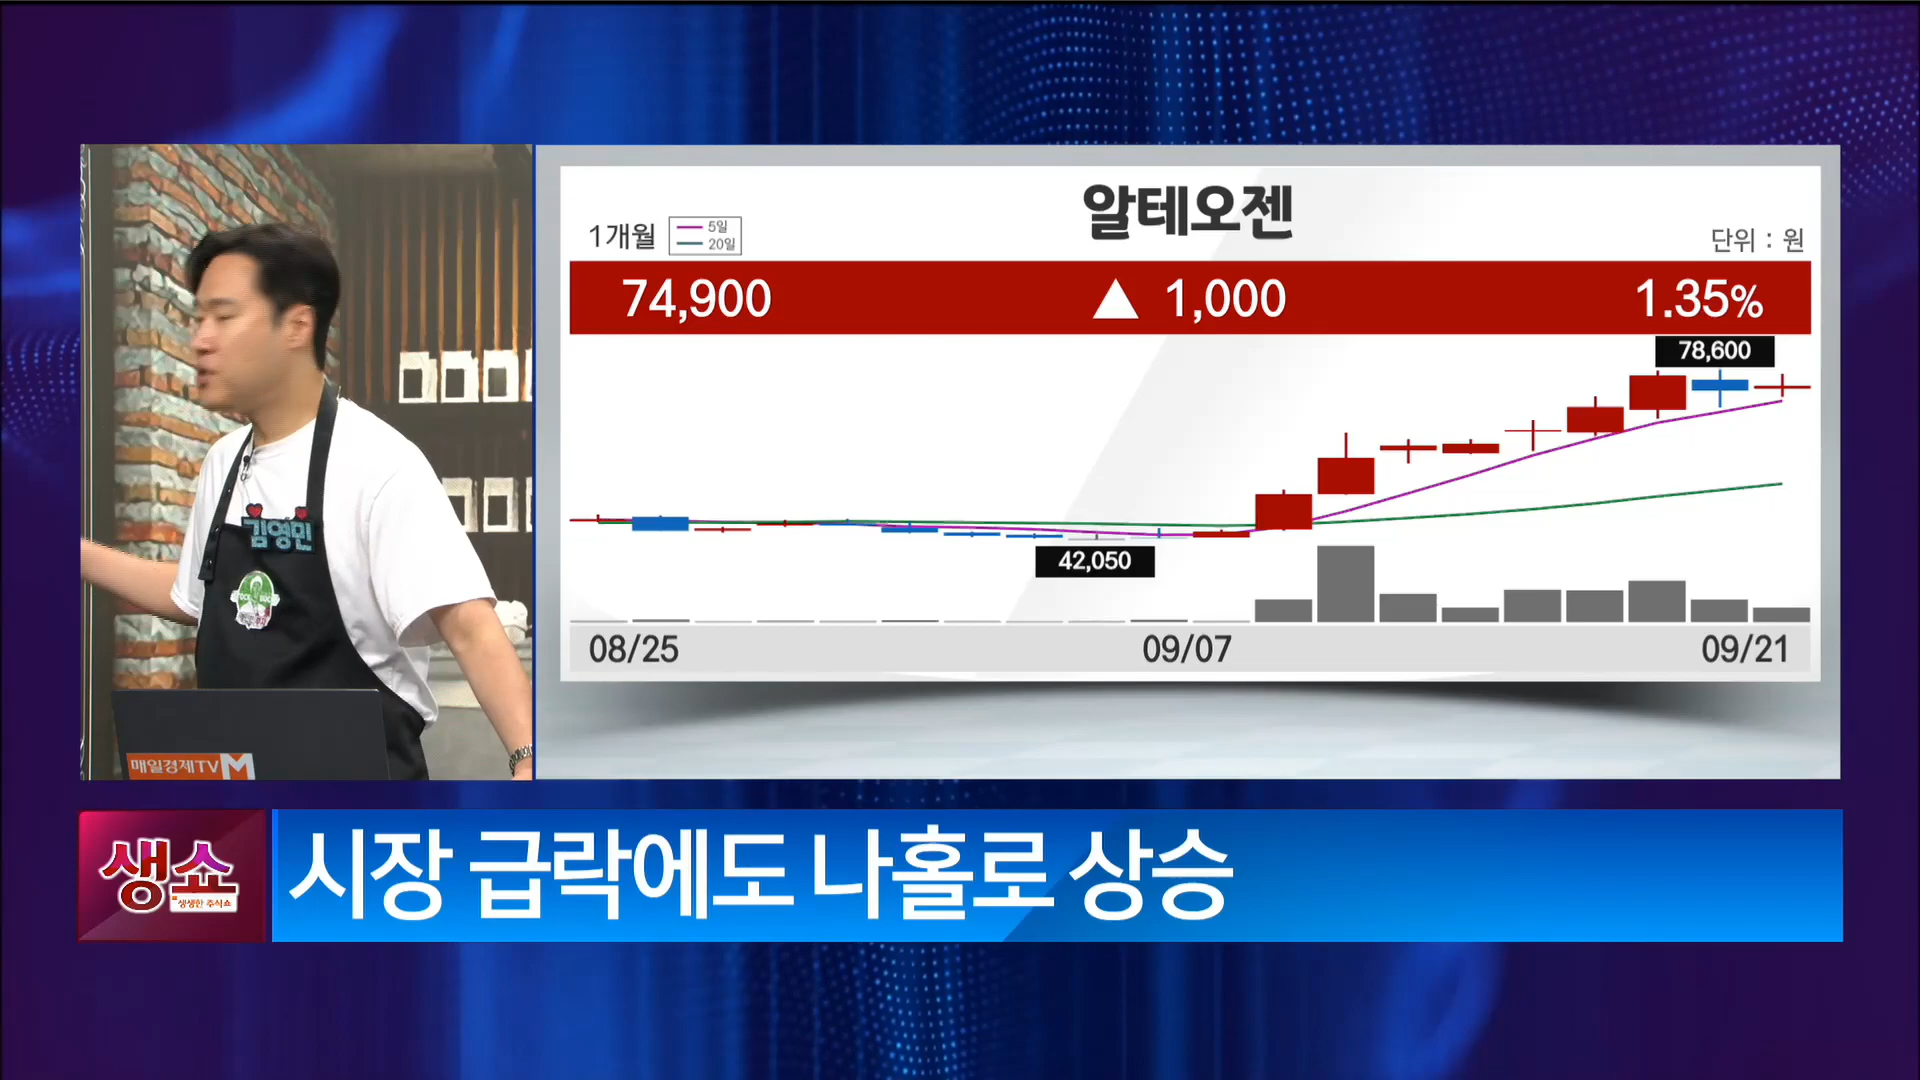 알테오젠
1개월
5일
20일
단위 : 원
74,900 ▲ 1,000 1.35%
78,600
42,050
08/25 09/07 09/21
김영민
매일경제TV M
생쇼
생생한 주식쇼
시장 급락에도 나홀로 상승